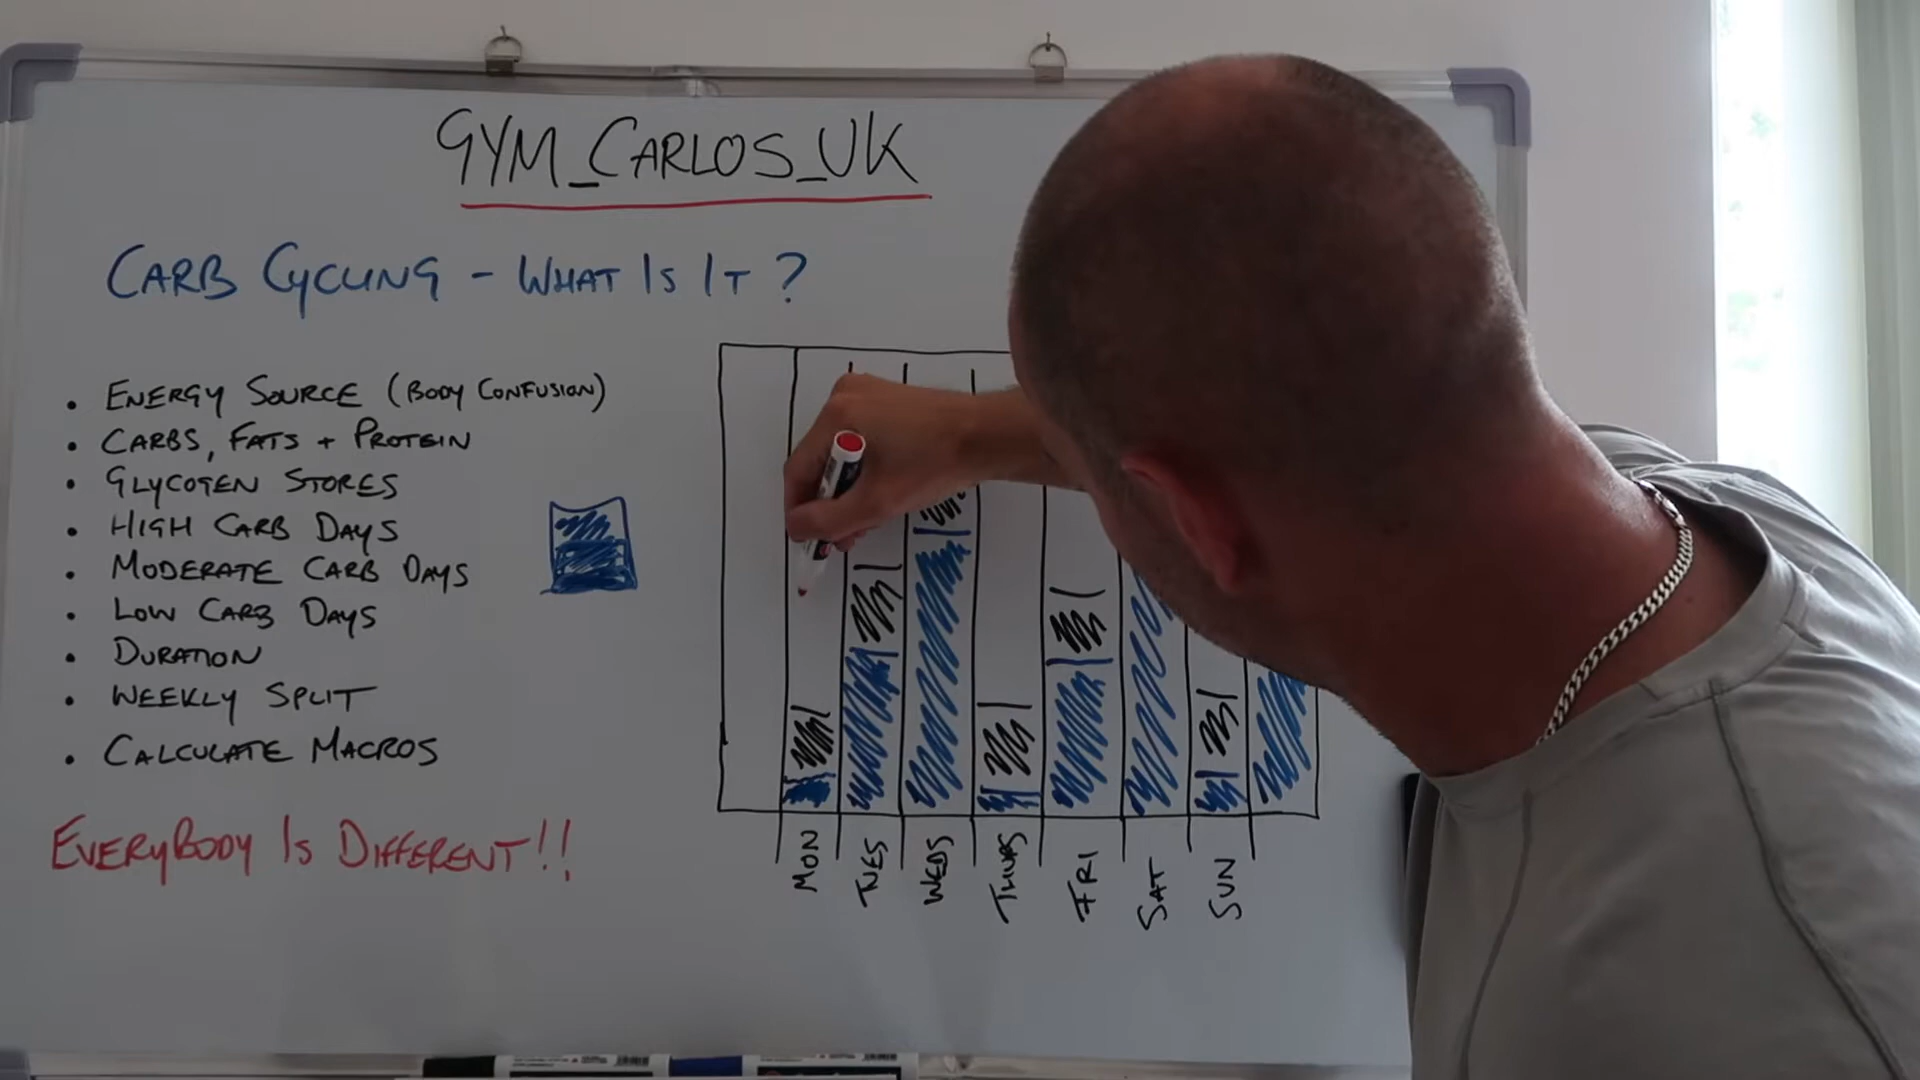 GYM_CARLOS_UK
CARB CYCLING - WHAT IS IT ?
• ENERGY SOURCE (BODY CONFUSION)
• CARBS, FATS + PROTEIN
• GLYCOGEN STORES
• HIGH CARB DAYS
• MODERATE CARB DAYS
• LOW CARB DAYS
• DURATION
• WEEKLY SPLIT
• CALCULATE MACROS
EVERYBODY IS DIFFERENT!!
MON
TUES
WEDS
THURS
FRI
SAT
SUN